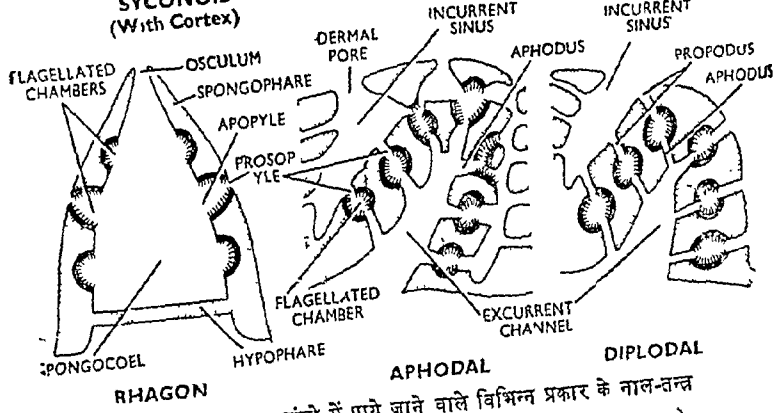 SYCONOID
(With Cortex)
FLAGELLATED
CHAMBERS
OSCULUM
SPONGOPHARE
APOPYLE
PROSOP
YLE
SPONGOCOEL
HYPOPHARE
RHAGON
DERMAL
PORE
INCURRENT
SINUS
APHODUS
FLAGELLATED
CHAMBER
EXCURRENT
CHANNEL
APHODAL
INCURRENT
SINUS
PROPODUS
APHODUS
DIPLODAL
में पाये जाने वाले विभिन्न प्रकार के नाल-तन्त्र